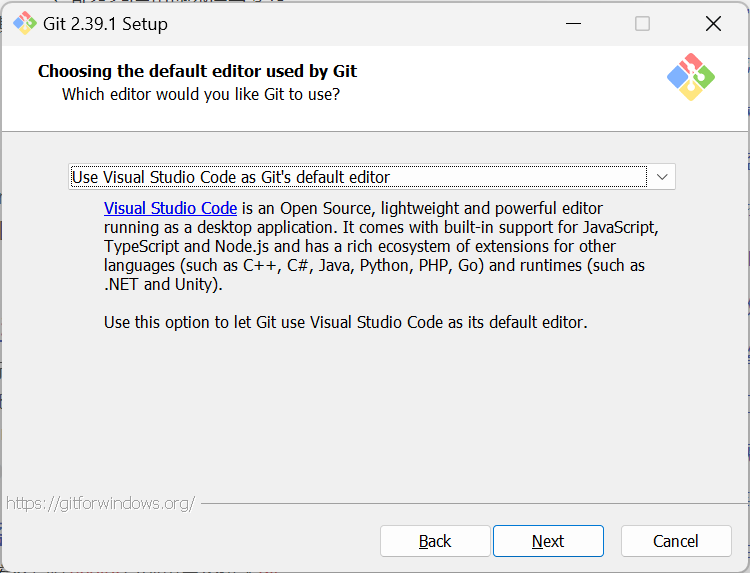 Git 2.39.1 Setup
Choosing the default editor used by Git
Which editor would you like Git to use?
Use Visual Studio Code as Git's default editor
Visual Studio Code is an Open Source, lightweight and powerful editor
running as a desktop application. It comes with built-in support for JavaScript,
TypeScript and Node.js and has a rich ecosystem of extensions for other
languages (such as C++, C#, Java, Python, PHP, Go) and runtimes (such as
.NET and Unity).
Use this option to let Git use Visual Studio Code as its default editor.
https://gitforwindows.org/
Back
Next
Cancel